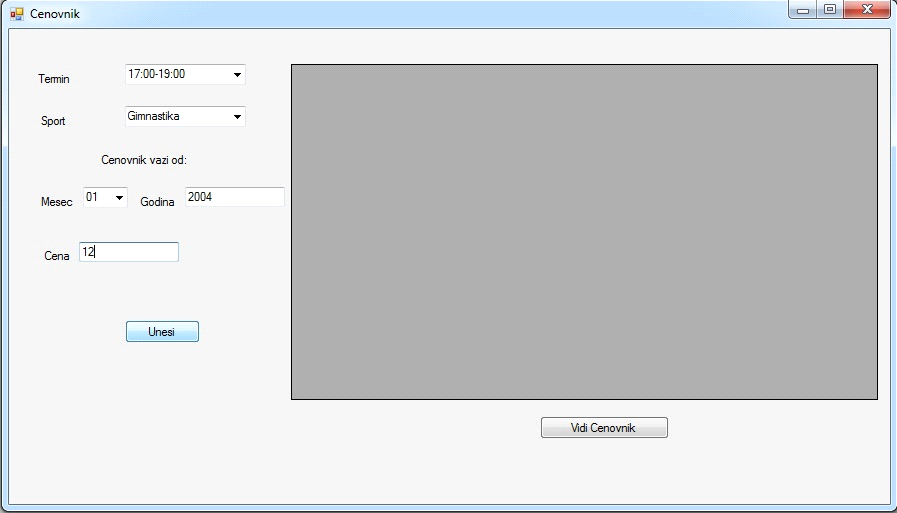 Cenovnik
Termin 17:00-19:00
Sport Gimnastika
Cenovnik vazi od:
Mesec 01 Godina 2004
Cena 12
Unesi
Vidi Cenovnik